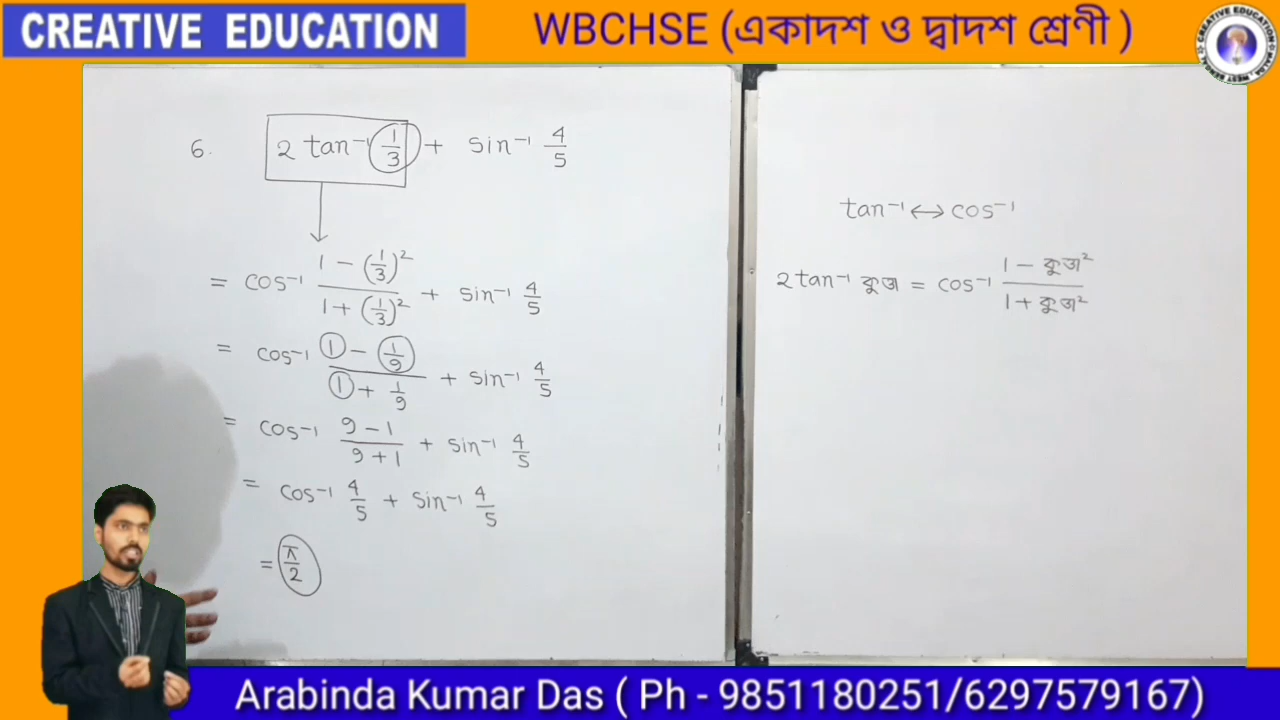 CREATIVE EDUCATION
WBCHSE (একাদশ ও দ্বাদশ শ্রেণী )
CREATIVE EDUCATION
WEST BENGAL
6. 2 tan⁻¹ 1/3 + sin⁻¹ 4/5
= cos⁻¹ (1 - (1/3)²)/(1 + (1/3)²) + sin⁻¹ 4/5
= cos⁻¹ (1 - 1/9)/(1 + 1/9) + sin⁻¹ 4/5
= cos⁻¹ (9 - 1)/(9 + 1) + sin⁻¹ 4/5
= cos⁻¹ 4/5 + sin⁻¹ 4/5
= π/2
tan⁻¹ ↔ cos⁻¹
2 tan⁻¹ কুত্তা = cos⁻¹ (1 - কুত্তা²)/(1 + কুত্তা²)
Arabinda Kumar Das ( Ph - 9851180251/6297579167)